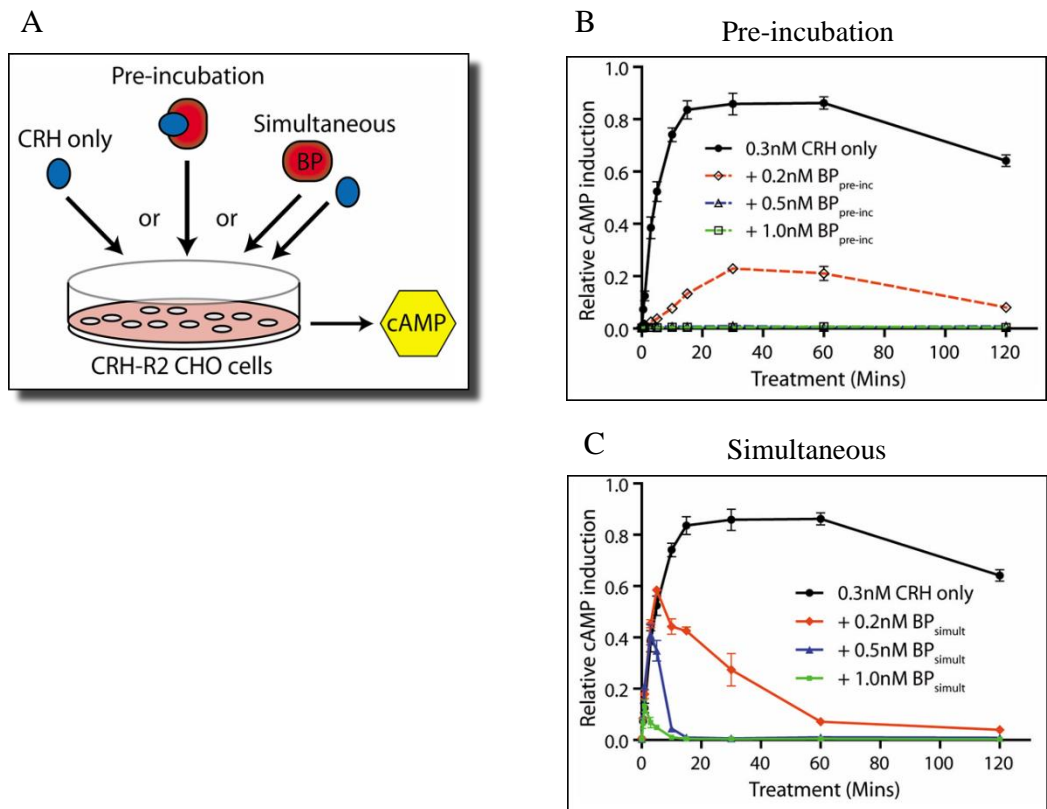 A
Pre-incubation
CRH only
Simultaneous
BP
or
or
cAMP
CRH-R2 CHO cells
B
Pre-incubation
Relative cAMP induction
1.0
0.8
0.6
0.4
0.2
0.0
0.3nM CRH only
+ 0.2nM BPpre-inc
+ 0.5nM BPpre-inc
+ 1.0nM BPpre-inc
0 20 40 60 80 100 120
Treatment (Mins)
C
Simultaneous
Relative cAMP induction
1.0
0.8
0.6
0.4
0.2
0.0
0.3nM CRH only
+ 0.2nM BPsimult
+ 0.5nM BPsimult
+ 1.0nM BPsimult
0 20 40 60 80 100 120
Treatment (Mins)